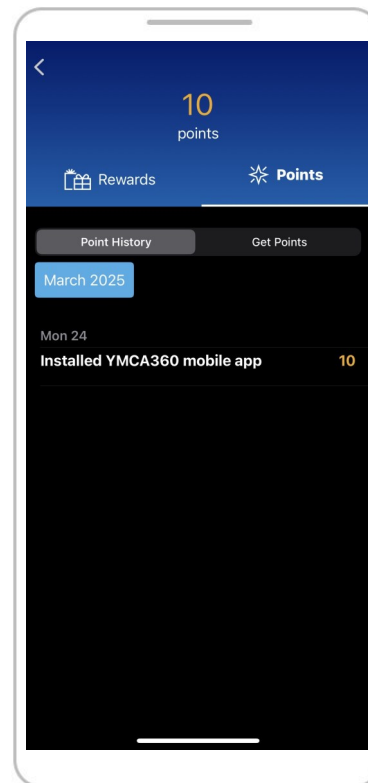 10
points
Rewards
Points
Point History
Get Points
March 2025
Mon 24
Installed YMCA360 mobile app 10